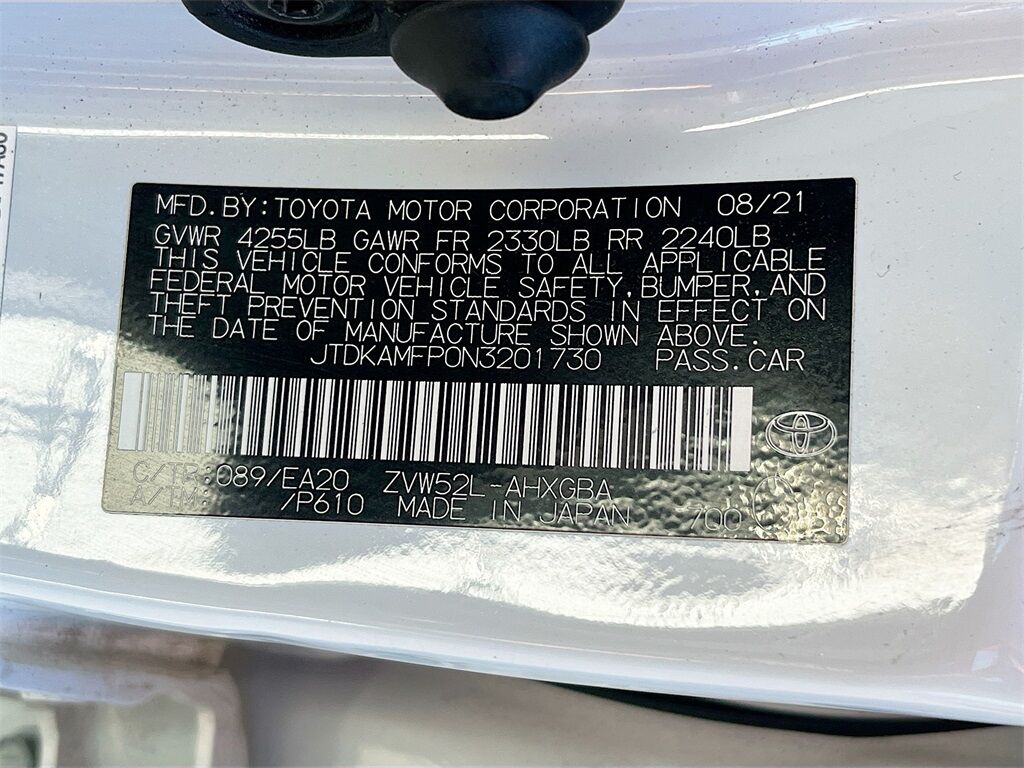 MFD.BY:TOYOTA MOTOR CORPORATION 08/21
GVWR 4255LB GAWR FR 2330LB RR 2240LB
THIS VEHICLE CONFORMS TO ALL APPLICABLE
FEDERAL MOTOR VEHICLE SAFETY,BUMPER,AND
THEFT PREVENTION STANDARDS IN EFFECT ON
THE DATE OF MANUFACTURE SHOWN ABOVE.
JTDKAMFP0N3201730 PASS.CAR
C/TR:089/EA20 ZVW52L-AHXGBA
A/TM: /P610 MADE IN JAPAN /00